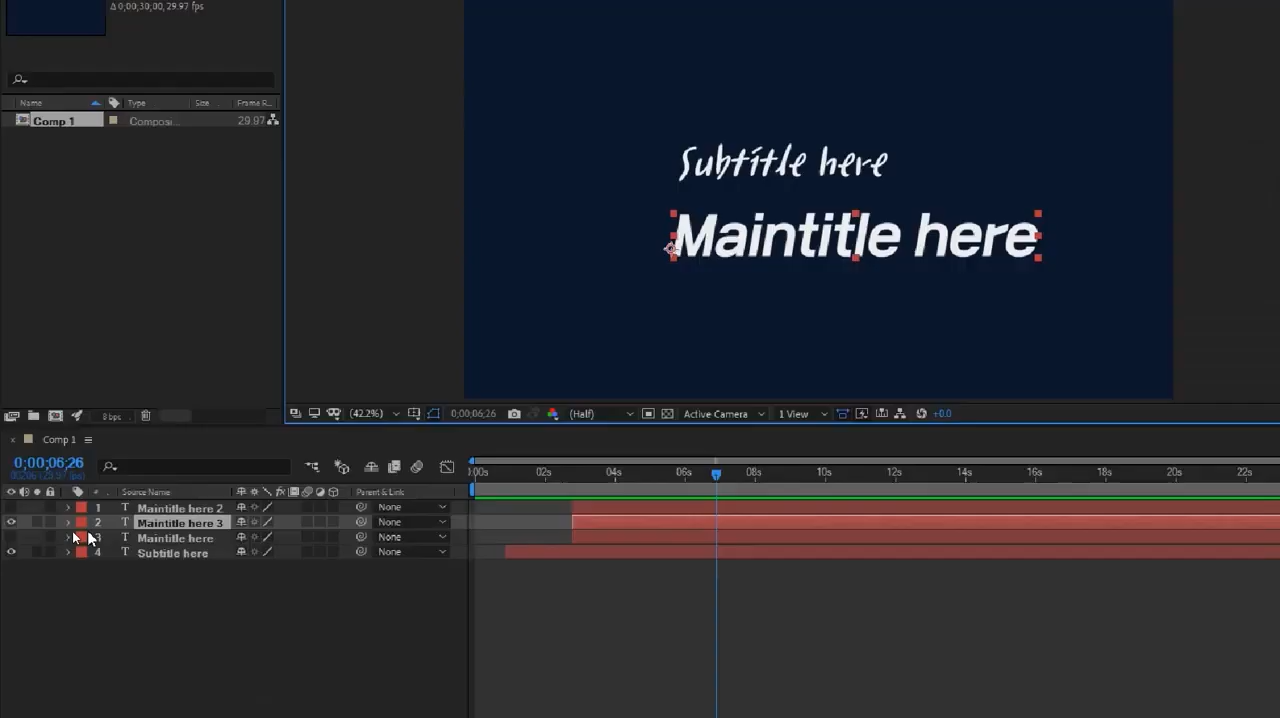 Δ 0;00;30;00, 29.97 fps
Name Type Size Frame R...
Comp 1 Composi... 29.97
Subtitle here
Maintitle here
8 bpc
(42.2%) 0;00;06;26 (Half) Active Camera 1 View +0.0
Comp 1
0;00;06;26
:00s 02s 04s 06s 08s 10s 12s 14s 16s 18s 20s 22s
# Source Name fx Parent & Link
1 T Maintitle here 2 None
2 T Maintitle here 3 None
3 T Maintitle here None
4 T Subtitle here None